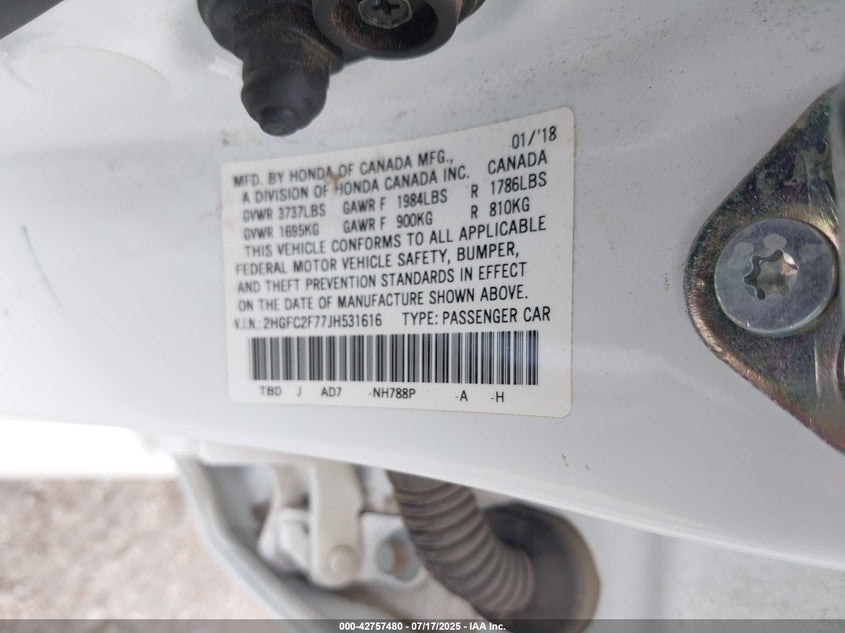 01/'18
MFD. BY HONDA OF CANADA MFG.,
A DIVISION OF HONDA CANADA INC. CANADA
GVWR 3737LBS GAWR F 1984LBS R 1786LBS
GVWR 1695KG GAWR F 900KG R 810KG
THIS VEHICLE CONFORMS TO ALL APPLICABLE
FEDERAL MOTOR VEHICLE SAFETY, BUMPER,
AND THEFT PREVENTION STANDARDS IN EFFECT
ON THE DATE OF MANUFACTURE SHOWN ABOVE.
V.I.N.: 2HGFC2F77JH531616 TYPE: PASSENGER CAR
TBD J AD7 -NH788P -A -H
000-42757480 - 07/17/2025 - IAA Inc.